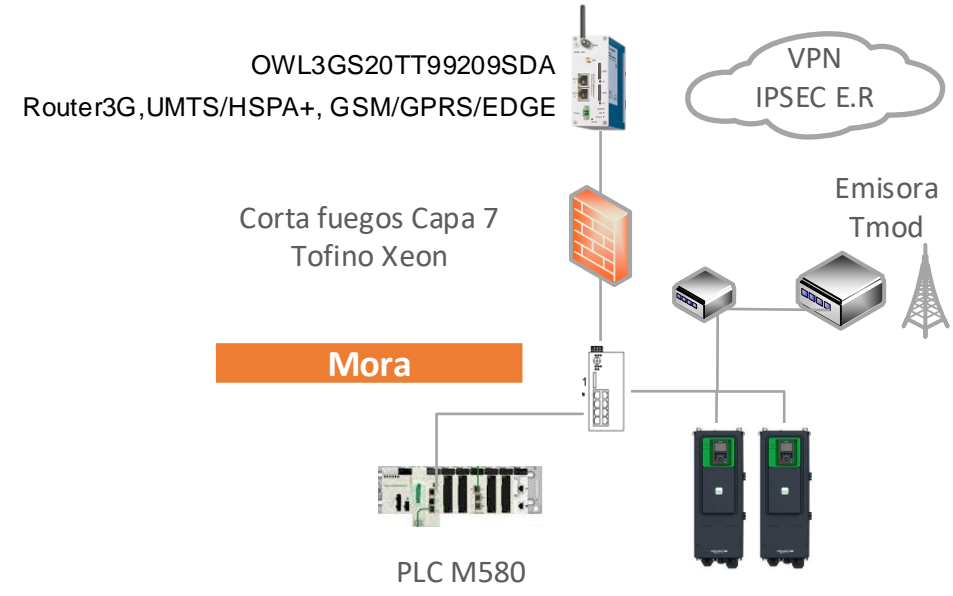 OWL3GS20TT99209SDA
Router3G,UMTS/HSPA+, GSM/GPRS/EDGE
VPN
IPSEC E.R
Corta fuegos Capa 7
Tofino Xeon
Emisora
Tmod
Mora
1
PLC M580